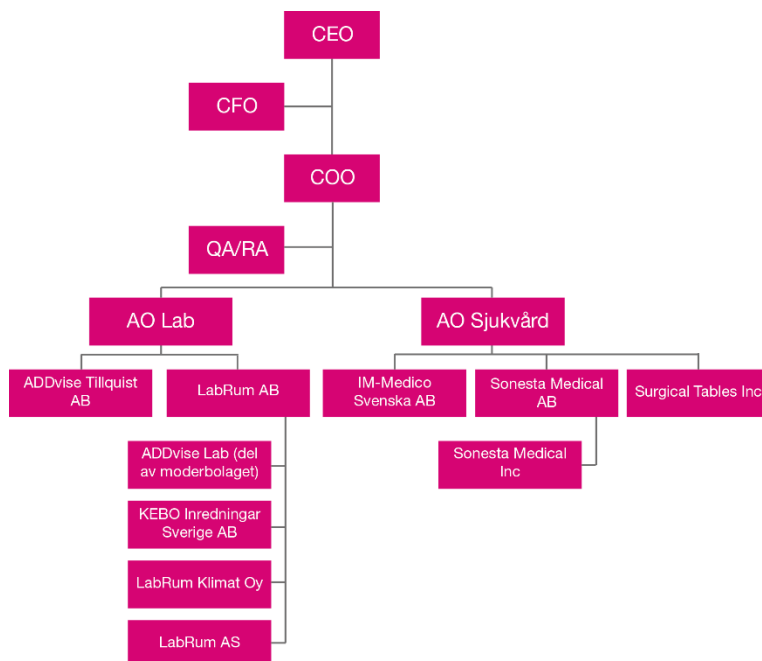 CEO
CFO
COO
QA/RA
AO Lab
AO Sjukvård
ADDvise Tillquist
AB
LabRum AB
IM-Medico
Svenska AB
Sonesta Medical
AB
Surgical Tables Inc
ADDvise Lab (del
av moderbolaget)
Sonesta Medical
Inc
KEBO Inredningar
Sverige AB
LabRum Klimat Oy
LabRum AS